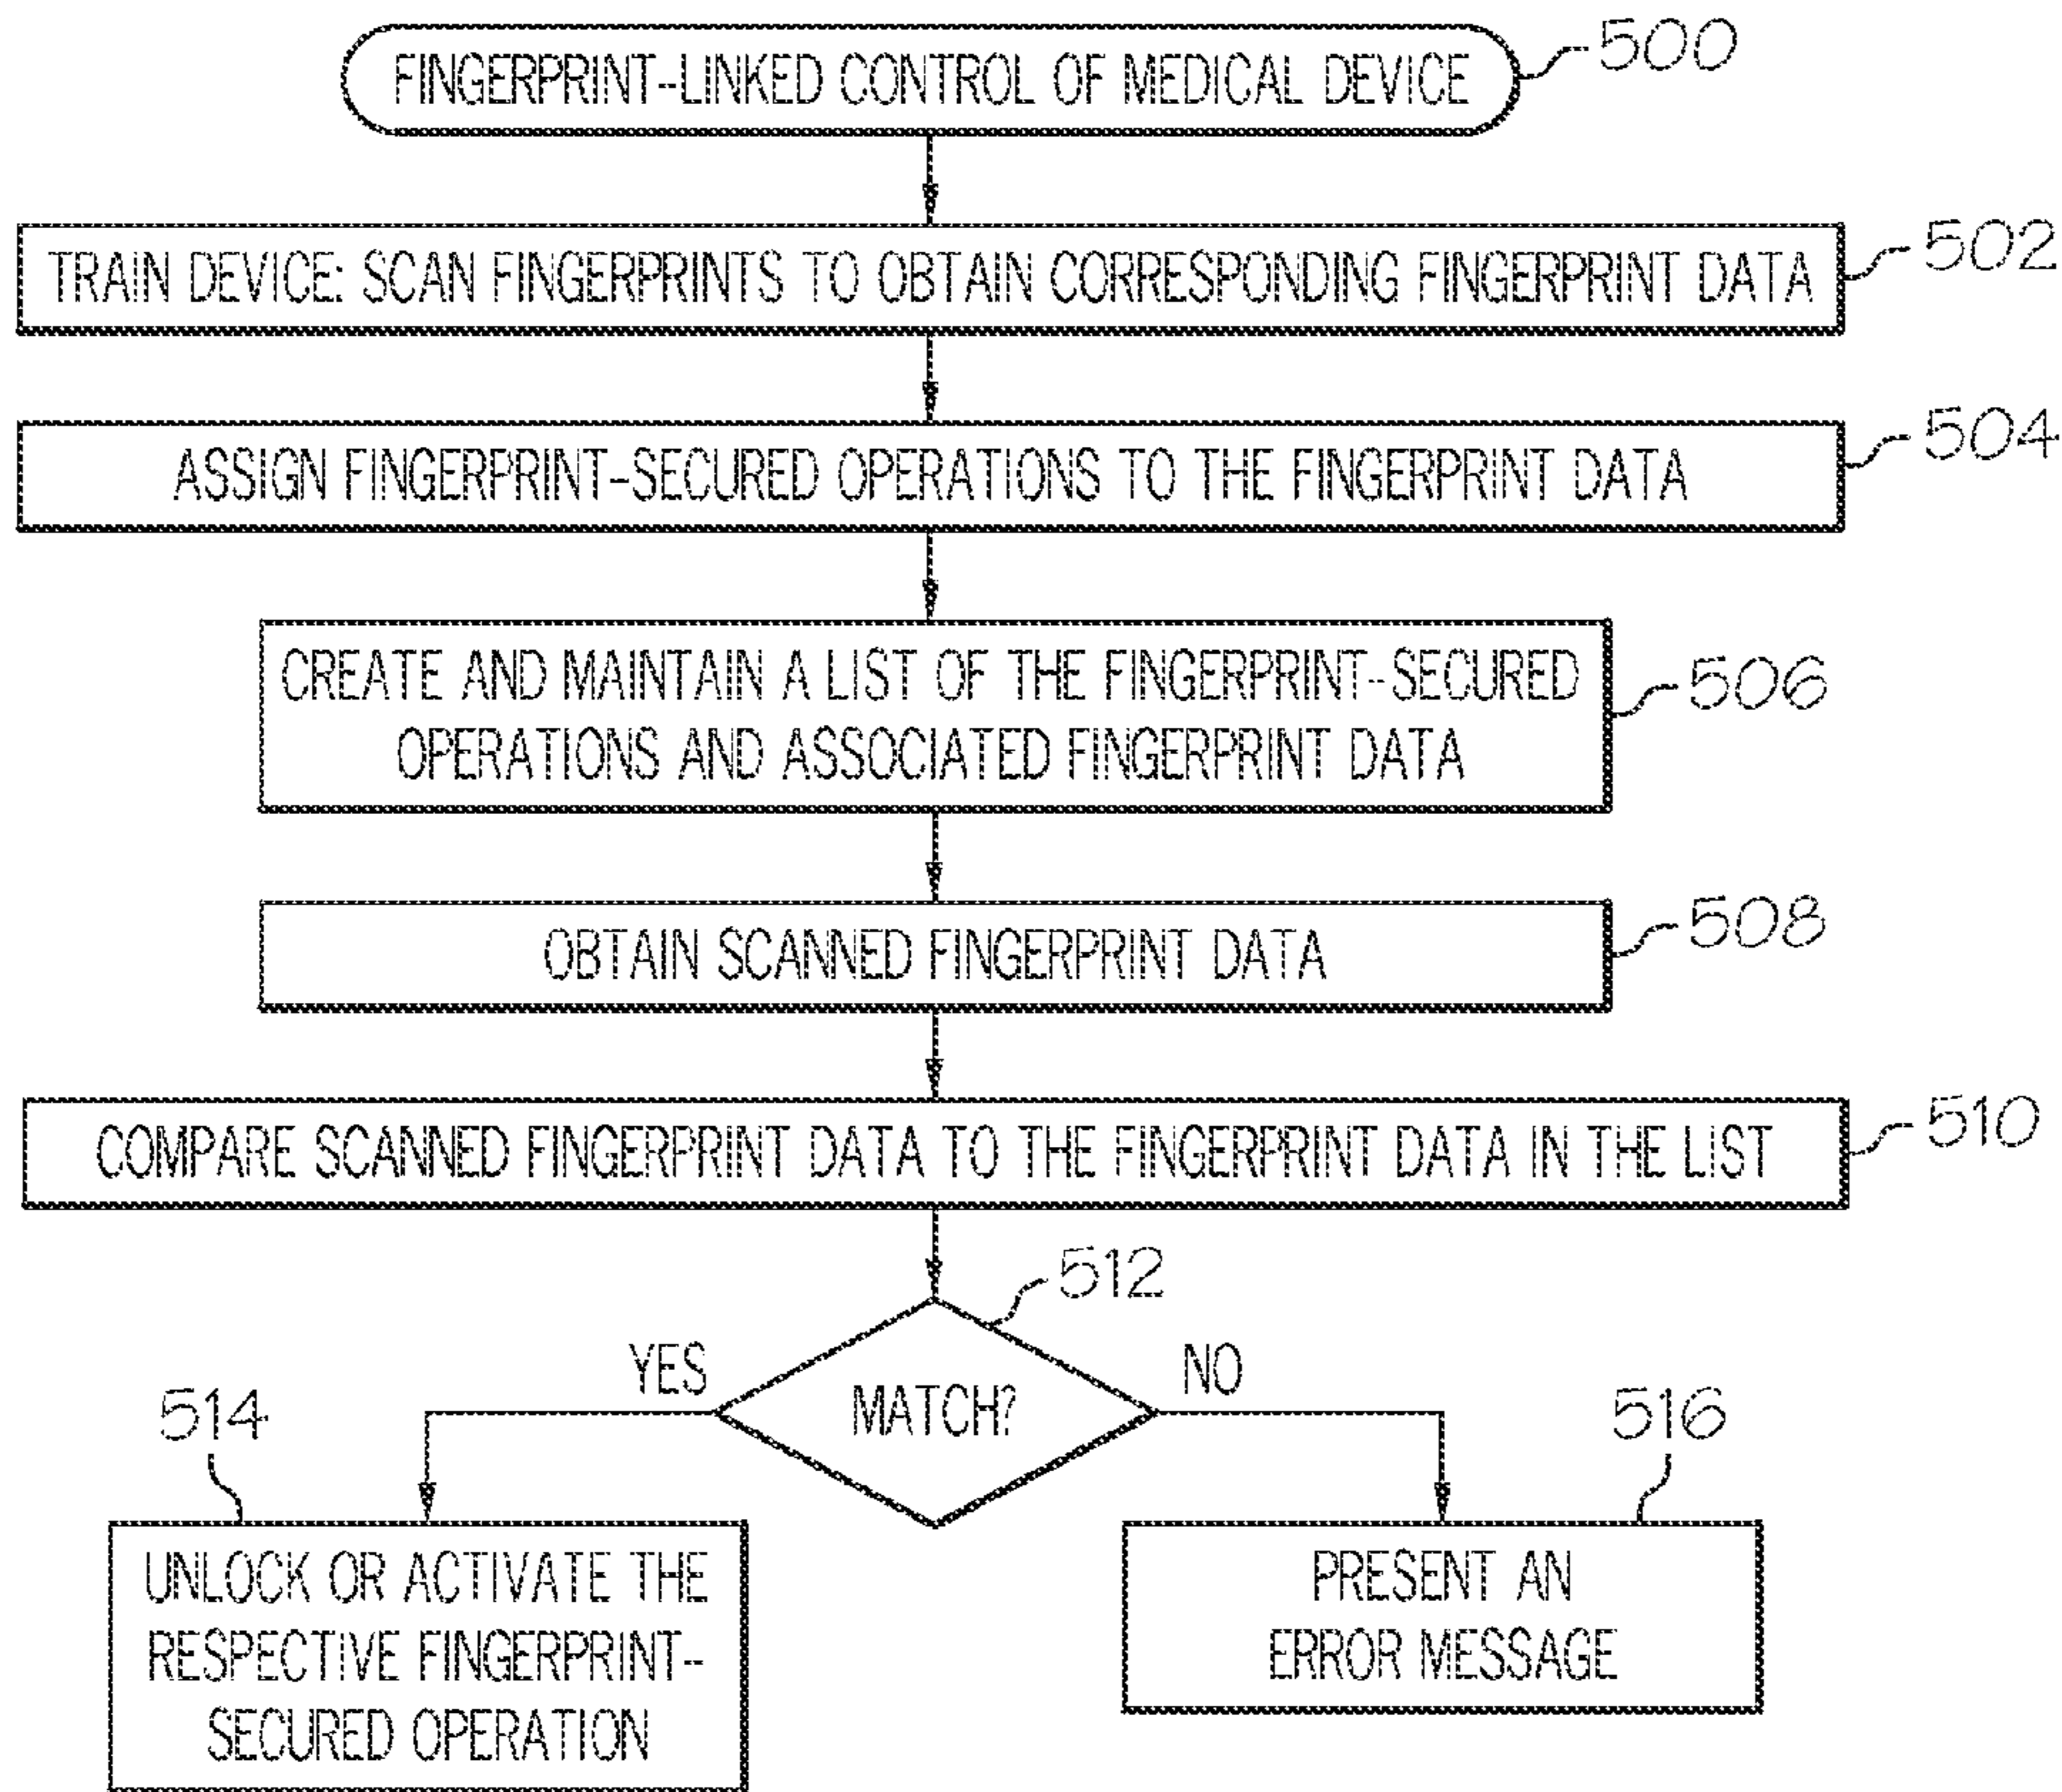 FINGERPRINT-LINKED CONTROL OF MEDICAL DEVICE
500
TRAIN DEVICE: SCAN FINGERPRINTS TO OBTAIN CORRESPONDING FINGERPRINT DATA
502
ASSIGN FINGERPRINT-SECURED OPERATIONS TO THE FINGERPRINT DATA
504
CREATE AND MAINTAIN A LIST OF THE FINGERPRINT-SECURED
OPERATIONS AND ASSOCIATED FINGERPRINT DATA
506
OBTAIN SCANNED FINGERPRINT DATA
508
COMPARE SCANNED FINGERPRINT DATA TO THE FINGERPRINT DATA IN THE LIST
510
512
YES
MATCH?
NO
514
516
UNLOCK OR ACTIVATE THE
RESPECTIVE FINGERPRINT-
SECURED OPERATION
PRESENT AN
ERROR MESSAGE